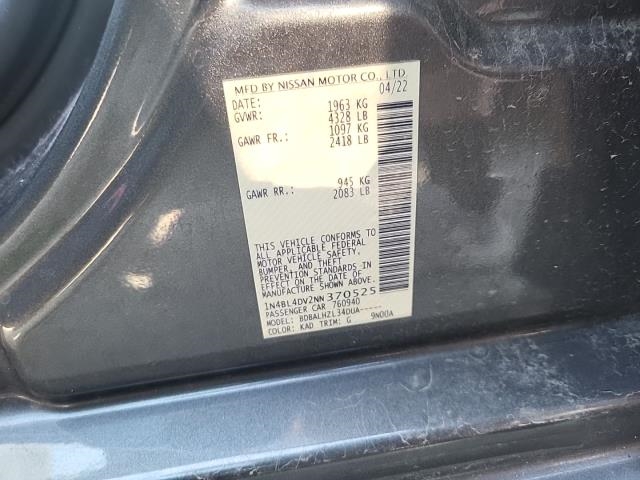 MFD BY NISSAN MOTOR CO., LTD.
DATE: 04/22
GVWR: 1963 KG
4328 LB
GAWR FR.: 1097 KG
2418 LB
GAWR RR.: 945 KG
2083 LB
THIS VEHICLE CONFORMS TO
ALL APPLICABLE FEDERAL
MOTOR VEHICLE SAFETY,
BUMPER, AND THEFT
PREVENTION STANDARDS IN
EFFECT ON THE DATE OF
MANUFACTURE SHOWN ABOVE.
1N4BL4DV2NN370525
PASSENGER CAR 760940
MODEL: BDBALHZL34DUA-----
COLOR: KAD TRIM: G 9N00A